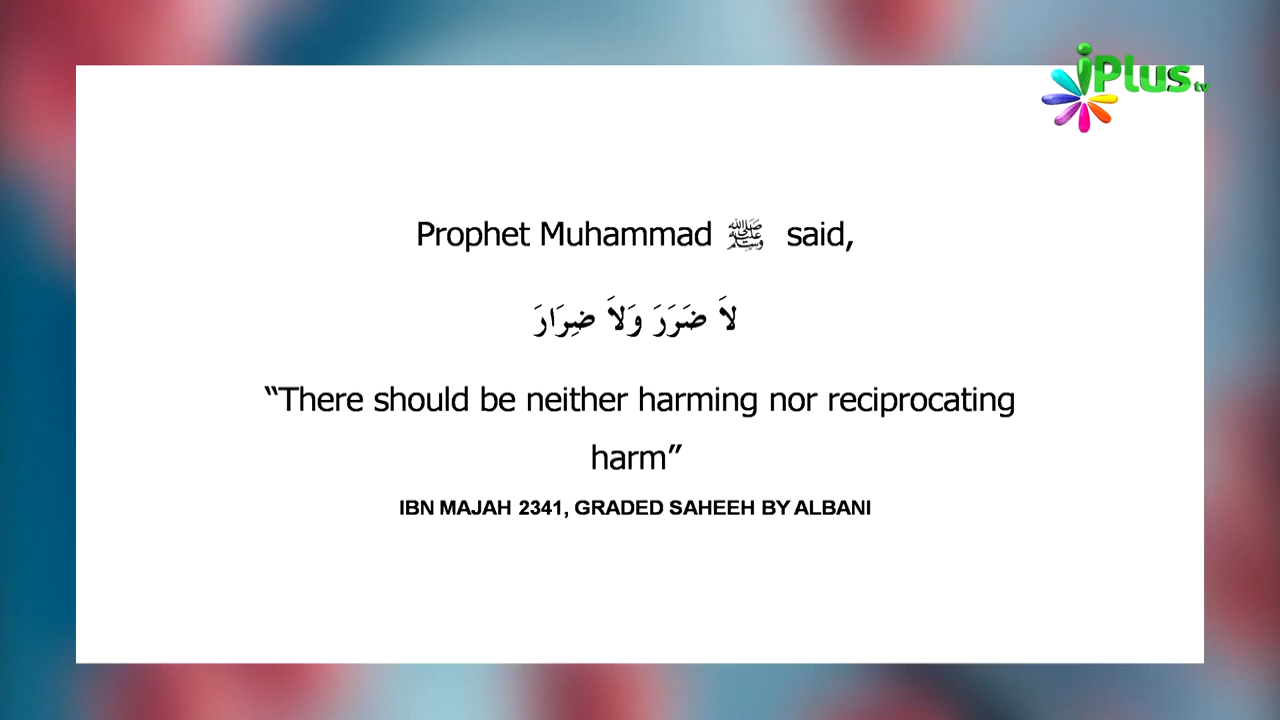 iPlus tv
Prophet Muhammad ﷺ said,
لاَ ضَرَرَ وَلاَ ضِرَارَ
“There should be neither harming nor reciprocating
harm”
IBN MAJAH 2341, GRADED SAHEEH BY ALBANI